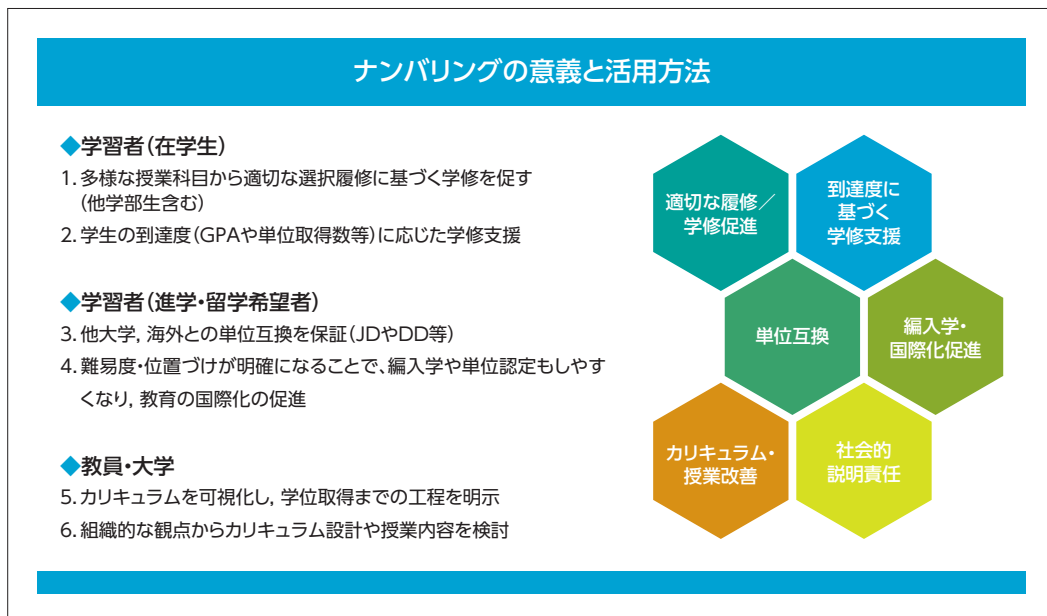 ナンバリングの意義と活用方法
◆学習者(在学生)
1. 多様な授業科目から適切な選択履修に基づく学修を促す
(他学部生含む)
2. 学生の到達度(GPAや単位取得数等)に応じた学修支援
◆学習者(進学・留学希望者)
3. 他大学, 海外との単位互換を保証(JDやDD等)
4. 難易度・位置づけが明確になることで、編入学や単位認定もしやす
くなり, 教育の国際化の促進
◆教員・大学
5. カリキュラムを可視化し, 学位取得までの工程を明示
6. 組織的な観点からカリキュラム設計や授業内容を検討
適切な履修／
学修促進
到達度に
基づく
学修支援
単位互換
編入学・
国際化促進
カリキュラム・
授業改善
社会的
説明責任